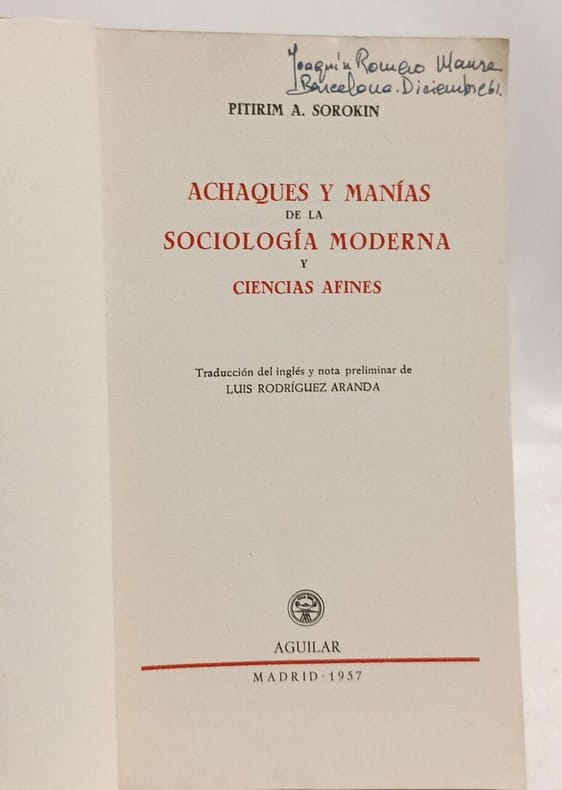 Joaquín Romero Maura
Barcelona. Diciembre 61.
PITIRIM A. SOROKIN
ACHAQUES Y MANÍAS
DE LA
SOCIOLOGÍA MODERNA
Y
CIENCIAS AFINES
Traducción del inglés y nota preliminar de
LUIS RODRÍGUEZ ARANDA
AGUILAR
MADRID · 1957